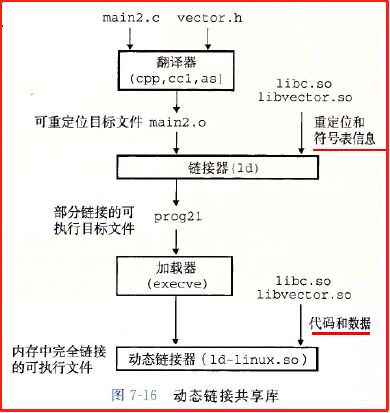 main2.c vector.h
翻译器
(cpp,cc1,as]
libc.so
libvector.so
可重定位目标文件 main2.o
重定位和
符号表信息
链接器(ld)
部分链接的可
执行目标文件
prog21
加载器
(execve)
libc.so
libvector.so
代码和数据
内存中完全链接
的可执行文件
动态链接器(ld-linux.so)
图 7-16 动态链接共享库